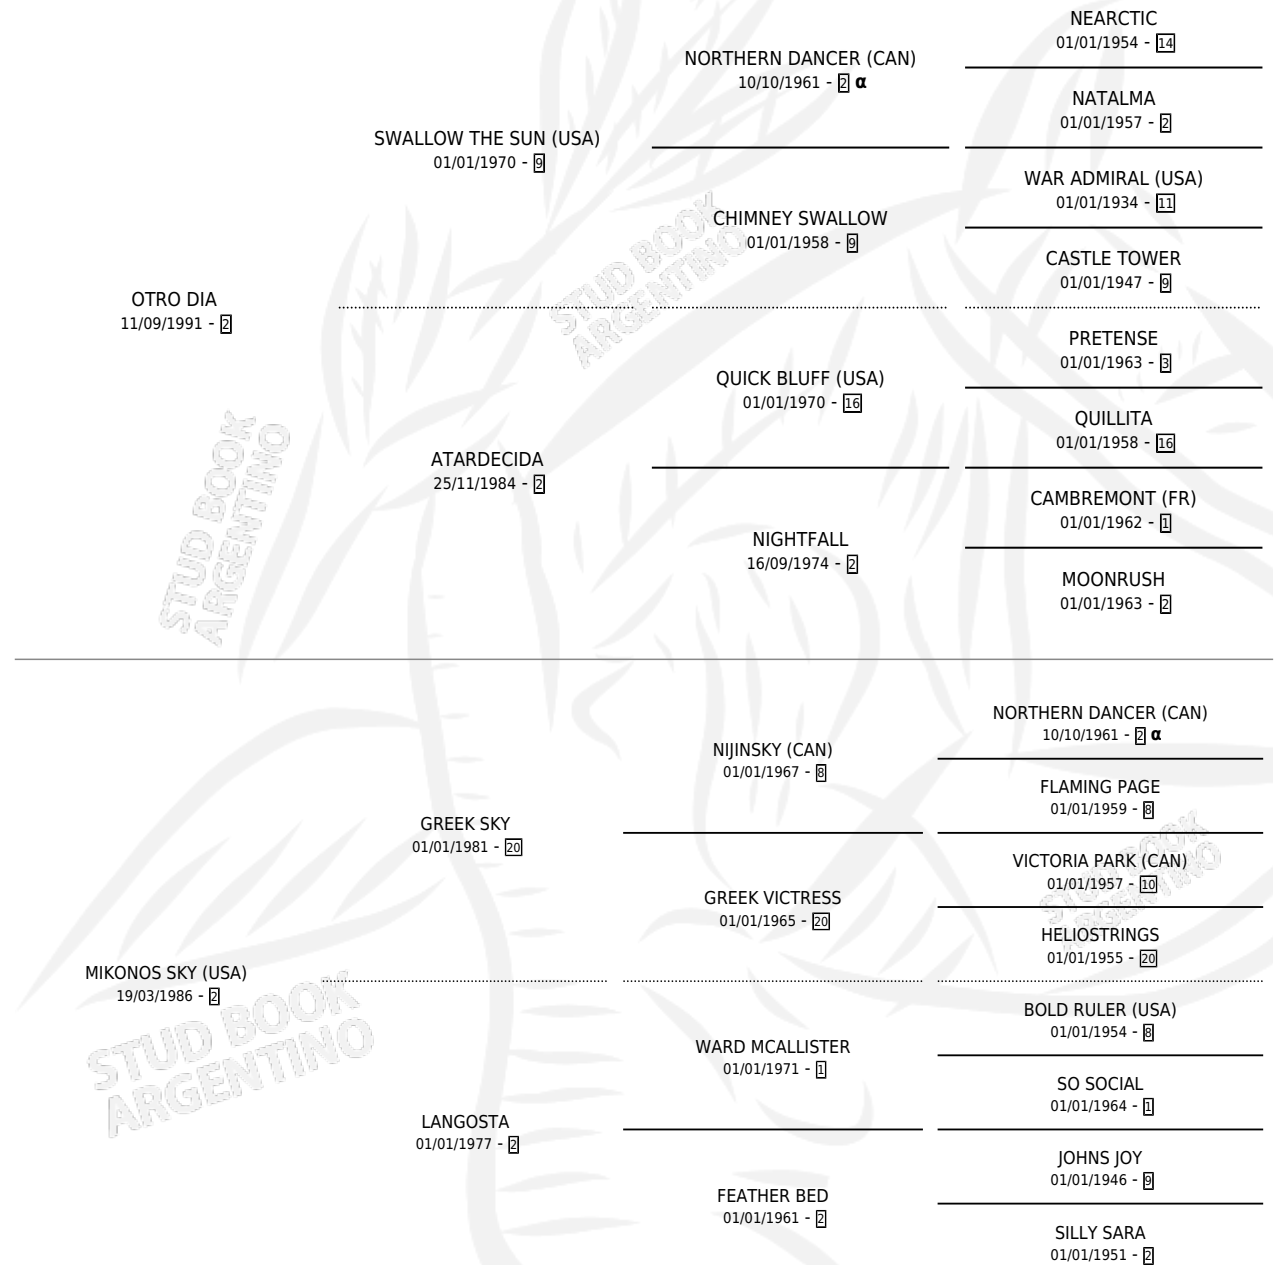 NEARCTIC
01/01/1954 - 14
NORTHERN DANCER (CAN)
10/10/1961 - 2 α
NATALMA
01/01/1957 - 2
SWALLOW THE SUN (USA)
01/01/1970 - 9
WAR ADMIRAL (USA)
01/01/1934 - 11
CHIMNEY SWALLOW
01/01/1958 - 9
CASTLE TOWER
01/01/1947 - 9
OTRO DIA
11/09/1991 - 2
PRETENSE
01/01/1963 - 3
QUICK BLUFF (USA)
01/01/1970 - 16
QUILLITA
01/01/1958 - 16
ATARDECIDA
25/11/1984 - 2
CAMBREMONT (FR)
01/01/1962 - 1
NIGHTFALL
16/09/1974 - 2
MOONRUSH
01/01/1963 - 2
NORTHERN DANCER (CAN)
10/10/1961 - 2 α
NIJINSKY (CAN)
01/01/1967 - 8
FLAMING PAGE
01/01/1959 - 8
GREEK SKY
01/01/1981 - 20
VICTORIA PARK (CAN)
01/01/1957 - 10
GREEK VICTRESS
01/01/1965 - 20
HELIOSTRINGS
01/01/1955 - 20
MIKONOS SKY (USA)
19/03/1986 - 2
BOLD RULER (USA)
01/01/1954 - 8
WARD MCALLISTER
01/01/1971 - 1
SO SOCIAL
01/01/1964 - 1
LANGOSTA
01/01/1977 - 2
JOHNS JOY
01/01/1946 - 9
FEATHER BED
01/01/1961 - 2
SILLY SARA
01/01/1951 - 2
STUD BOOK
ARGENTINO
STUD BOOK
ARGENTINO
STUD BOOK
ARGENTINO
STUD BOOK
ARGENTINO